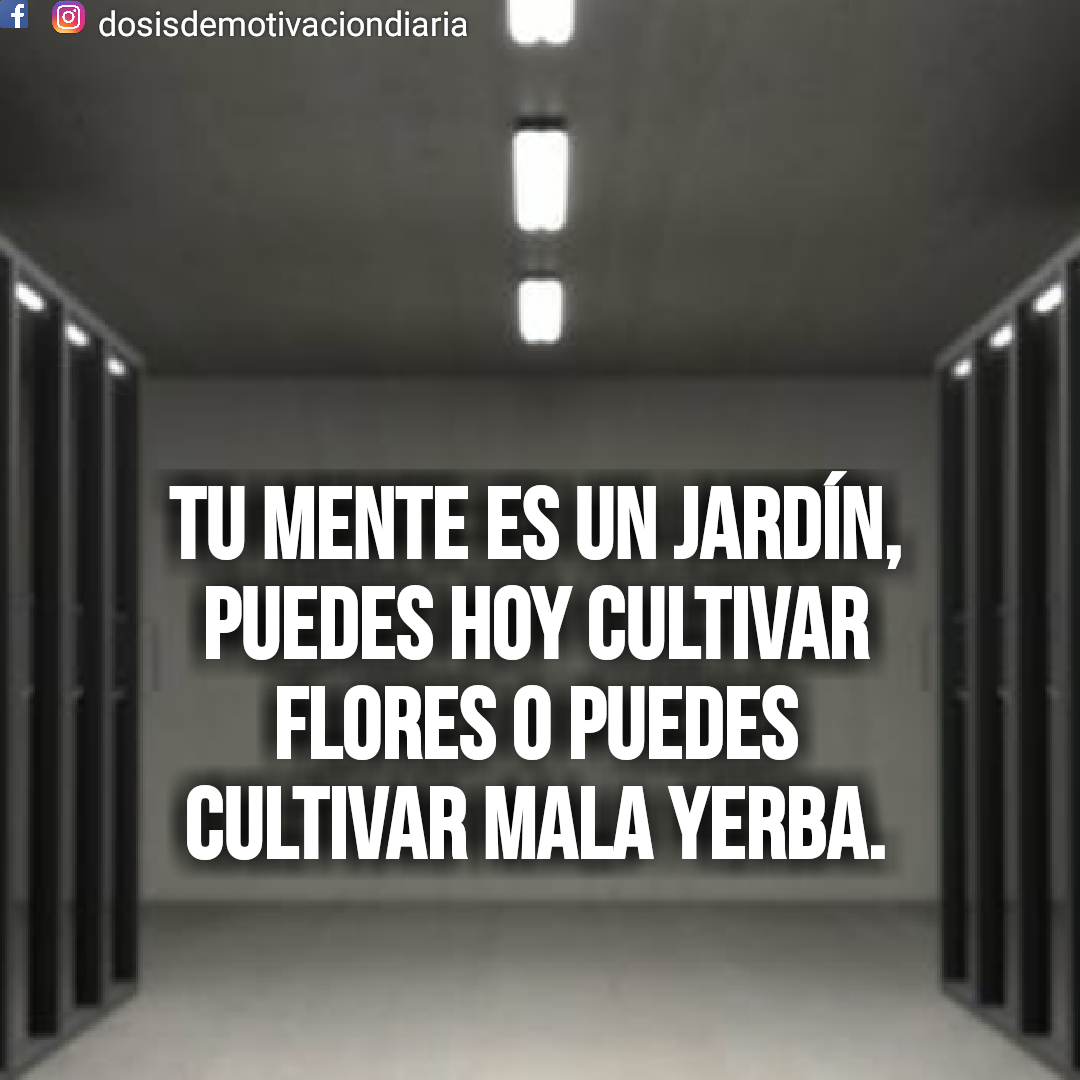 dosisdemotivaciondiaria
TU MENTE ES UN JARDÍN,
PUEDES HOY CULTIVAR
FLORES O PUEDES
CULTIVAR MALA YERBA.